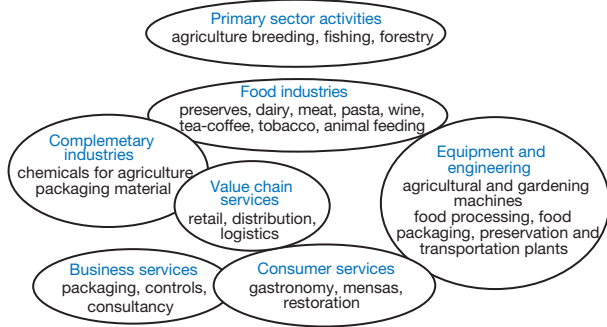 Primary sector activities
agriculture breeding, fishing, forestry
Food industries
preserves, dairy, meat, pasta, wine,
tea-coffee, tobacco, animal feeding
Complemetary
industries
chemicals for agriculture
packaging material
Equipment and
engineering
agricultural and gardening
machines
food processing, food
packaging, preservation and
transportation plants
Value chain
services
retail, distribution,
logistics
Business services
packaging, controls,
consultancy
Consumer services
gastronomy, mensas,
restoration